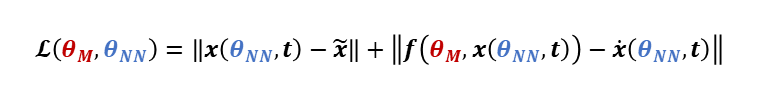 𝓛(θ_M, θ_NN) = ‖x(θ_NN, t) − x̃‖ + ‖f(θ_M, x(θ_NN, t)) − ẋ(θ_NN, t)‖